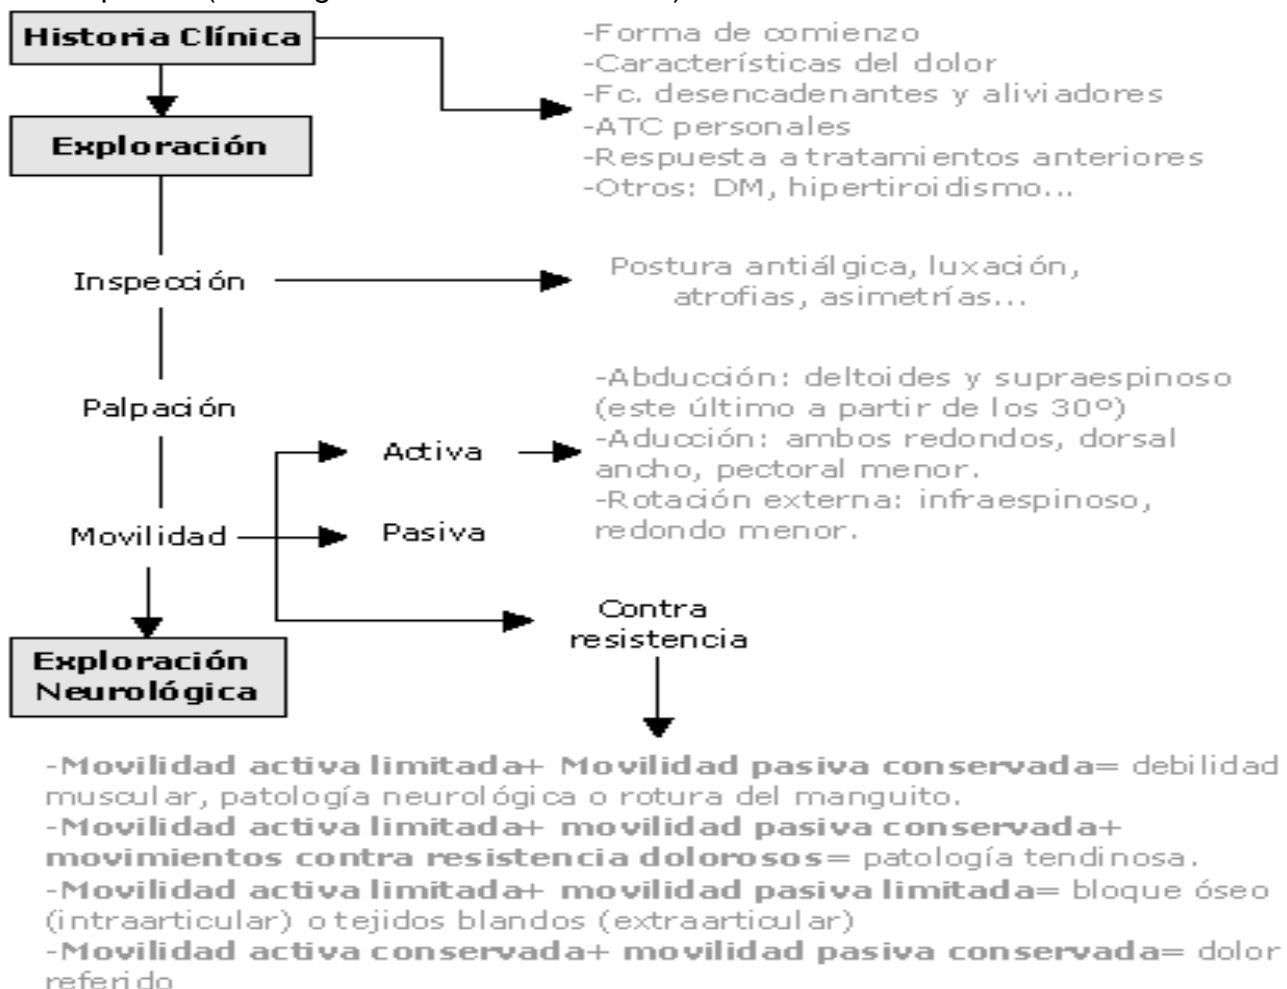 Historia Clínica
-Forma de comienzo
-Características del dolor
-Fc. desencadenantes y aliviadores
-ATC personales
-Respuesta a tratamientos anteriores
-Otros: DM, hipertiroidismo...
Exploración
Inspección
Postura antiálgica, luxación,
atrofias, asimetrías...
Palpación
Activa
-Abducción: deltoides y supraespinoso
(este último a partir de los 30º)
-Aducción: ambos redondos, dorsal
ancho, pectoral menor.
-Rotación externa: infraespinoso,
redondo menor.
Movilidad
Pasiva
Contra
resistencia
Exploración
Neurológica
-Movilidad activa limitada+ Movilidad pasiva conservada= debilidad
muscular, patología neurológica o rotura del manguito.
-Movilidad activa limitada+ movilidad pasiva conservada+
movimientos contra resistencia dolorosos= patología tendinosa.
-Movilidad activa limitada+ movilidad pasiva limitada= bloque óseo
(intraarticular) o tejidos blandos (extraarticular)
-Movilidad activa conservada+ movilidad pasiva conservada= dolor
referido